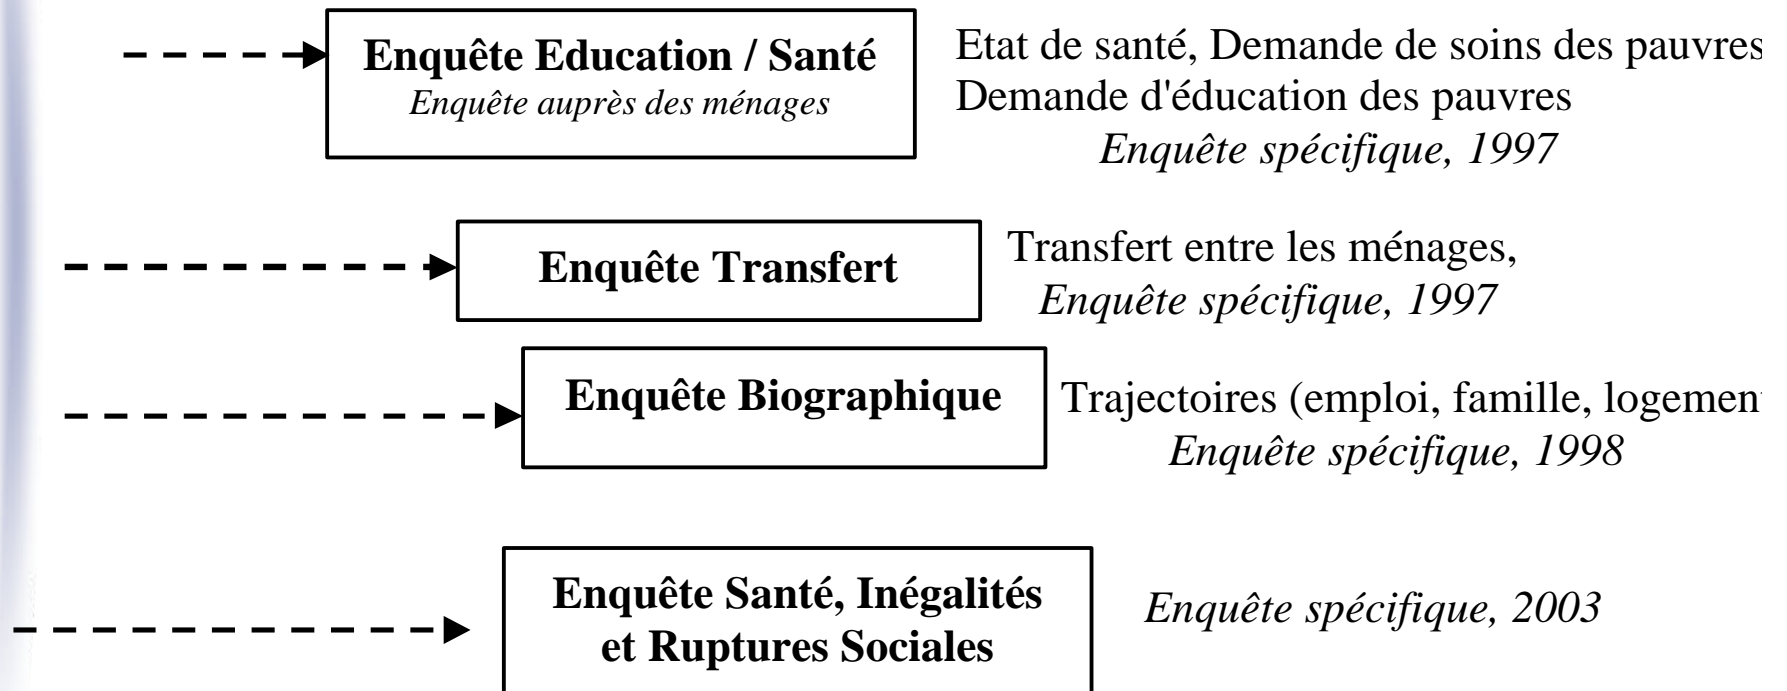 Enquête Education / Santé
Enquête auprès des ménages
Etat de santé, Demande de soins des pauvres
Demande d'éducation des pauvres
Enquête spécifique, 1997
Enquête Transfert
Transfert entre les ménages,
Enquête spécifique, 1997
Enquête Biographique
Trajectoires (emploi, famille, logement
Enquête spécifique, 1998
Enquête Santé, Inégalités
et Ruptures Sociales
Enquête spécifique, 2003